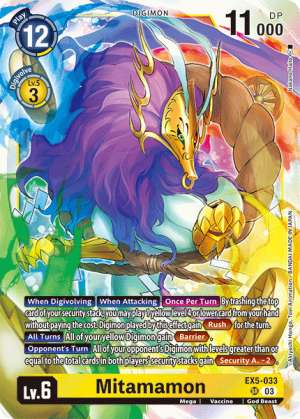 Play
12
DIGIMON
11000
DP
Digivolve
Lv.5
3
When Digivolving When Attacking Once Per Turn By trashing the top
card of your security stack, you may play 1 yellow level 4 or lower card from your hand
without paying the cost. Digimon played by this effect gain Rush for the turn.
All Turns All of your yellow Digimon gain Barrier.
Opponent's Turn All of your opponent's Digimon with levels greater than or
equal to the total cards in both players' security stacks gain Security A. -2.
EX5-033
Lv.6
Mitamamon
03
Mega | Vaccine | God Beast